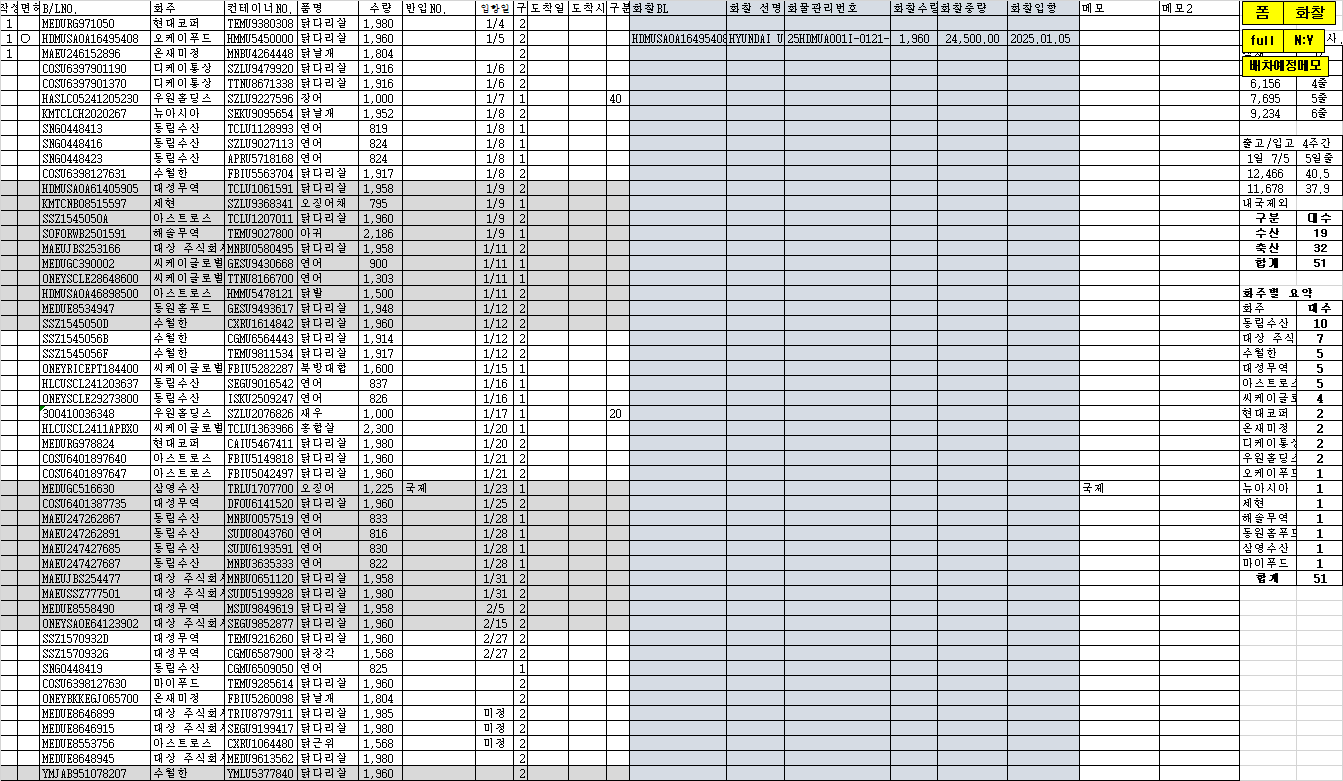 작성 면허 B/LNO. 화주 컨테이너NO. 품명 수량 반입NO. 입항일 구 도착일 도착시 구분 화찰BL 화찰 선명 화물관리번호 화찰수량 화찰중량 화찰입항 메모 메모2 폼 화찰
1 MEDURG971050 현대코퍼 TEMU9380308 닭다리살 1,980 1/4 2
1 O HDMUSAOA16495408 오케이푸드 HMMU5450000 닭다리살 1,960 1/5 2 HDMUSAOA16495408 HYUNDAI U 25HDMUA001I-0121- 1,960 24,500,00 2025.01.05 full N:Y 사.
1 MAEU246152896 온새미정 MNBU4264448 닭날개 1,804 2
COSU6397901190 디케이통상 SZLU9479920 닭다리살 1,916 1/6 2 배차예정메모
COSU6397901370 디케이통상 TTNU8671338 닭다리살 1,916 1/6 2 6,156 4줄
HASLC05241205230 우원홀딩스 SZLU9227596 장어 1,000 1/7 1 40 7,695 5줄
KMTCLCH2020267 뉴아시아 SEKU9095654 닭날개 1,952 1/8 2 9,234 6줄
SNGO448413 동림수산 TCLU1128993 연어 819 1/8 1
SNGO448416 동림수산 SZLU9027113 연어 824 1/8 1 출고/입고 4주간
SNGO448423 동림수산 APRU5718168 연어 824 1/8 1 1일 7/5 5일줄
COSU6398127631 수월한 FBIU5563704 닭다리살 1,917 1/8 2 12,466 40.5
HDMUSAOA61405905 대성무역 TCLU1061591 닭다리살 1,958 1/9 2 11,678 37.9
KMTCNBO8515597 제현 SZLU9368341 오징어채 795 1/9 1 내국제외
SSZ1545050A 아스트로스 TCLU1207011 닭다리살 1,960 1/9 2 구분 대수
SOFORWB2501591 해솔무역 TEMU9027800 아귀 2,186 1/9 1 수산 19
MAEUJBS253166 대상 주식회사 MNBU0580495 닭다리살 1,958 1/11 2 축산 32
MEDUGC390002 씨케이글로벌 GESU9430668 연어 900 1/11 1 합계 51
ONEYSCLE28648600 씨케이글로벌 TTNU8166700 연어 1,303 1/11 1
HDMUSAOA46898500 아스트로스 HMMU5478121 닭발 1,500 1/11 2 화주별 요약
MEDUE8534947 동원홈푸드 GESU9493617 닭다리살 1,948 1/12 2 화주 대수
SSZ1545050D 수월한 CXRU1614842 닭다리살 1,960 1/12 2 동림수산 10
SSZ1545056B 수월한 CGMU6564443 닭다리살 1,914 1/12 2 대상 주식 7
SSZ1545056F 수월한 TEMU9811534 닭다리살 1,917 1/12 2 수월한 5
ONEYRICEPT184400 씨케이글로벌 FBIU5282287 북방대합 1,600 1/15 1 대성무역 5
HLCUSCL241203637 동림수산 SEGU9016542 연어 837 1/16 1 아스트로스 5
ONEYSCLE29273800 동림수산 ISKU2509247 연어 826 1/16 1 씨케이글로 4
300410036348 우원홀딩스 SZLU2076826 새우 1,000 1/17 1 20 현대코퍼 2
HLCUSCL2411APBX0 씨케이글로벌 TCLU1363966 홍합살 2,300 1/20 1 온새미정 2
MEDURG978824 현대코퍼 CAIU5467411 닭다리살 1,980 1/20 2 디케이통상 2
COSU6401897640 아스트로스 FBIU5149818 닭다리살 1,960 1/21 2 우원홀딩스 2
COSU6401897647 아스트로스 FBIU5042497 닭다리살 1,960 1/21 2 오케이푸드 1
MEDUGC516630 삼영수산 TRLU1707700 오징어 1,225 국제 1/23 1 국제 뉴아시아 1
COSU6401387735 대성무역 DFOU6141520 닭다리살 1,960 1/25 2 제현 1
MAEU247262867 동림수산 MNBU0057519 연어 833 1/28 1 해솔무역 1
MAEU247262891 동림수산 SUDU8043760 연어 816 1/28 1 동원홈푸드 1
MAEU247427685 동림수산 SUDU6193591 연어 830 1/28 1 삼영수산 1
MAEU247427687 동림수산 MNBU3635333 연어 822 1/28 1 마이푸드 1
MAEUJBS254477 대상 주식회사 MNBU0651120 닭다리살 1,958 1/31 2 합계 51
MAEUSSZ777501 대상 주식회사 SUDU5199928 닭다리살 1,980 1/31 2
MEDUE8558490 대성무역 MSDU9849619 닭다리살 1,958 2/5 2
ONEYSAOE64123902 대상 주식회사 SEGU9852877 닭다리살 1,960 2/15 2
SSZ1570932D 대성무역 TEMU9216260 닭다리살 1,960 2/27 2
SSZ1570932G 대성무역 CGMU6587900 닭장각 1,568 2/27 2
SNGO448419 동림수산 CGMU6509050 연어 825 1
COSU6398127630 마이푸드 TEMU9285614 닭다리살 1,960 2
ONEYBKKEGJ065700 온새미정 FBIU5260098 닭날개 1,804 2
MEDUE8646899 대상 주식회사 TRIU8797911 닭다리살 1,985 미정 2
MEDUE8646915 대상 주식회사 SEGU9199417 닭다리살 1,980 미정 2
MEDUE8553756 아스트로스 CXRU1064480 닭근위 1,568 미정 2
MEDUE8648945 대상 주식회사 MEDU9613562 닭다리살 1,980 2
YMJAB951078207 수월한 YMLU5377840 닭다리살 1,960 2